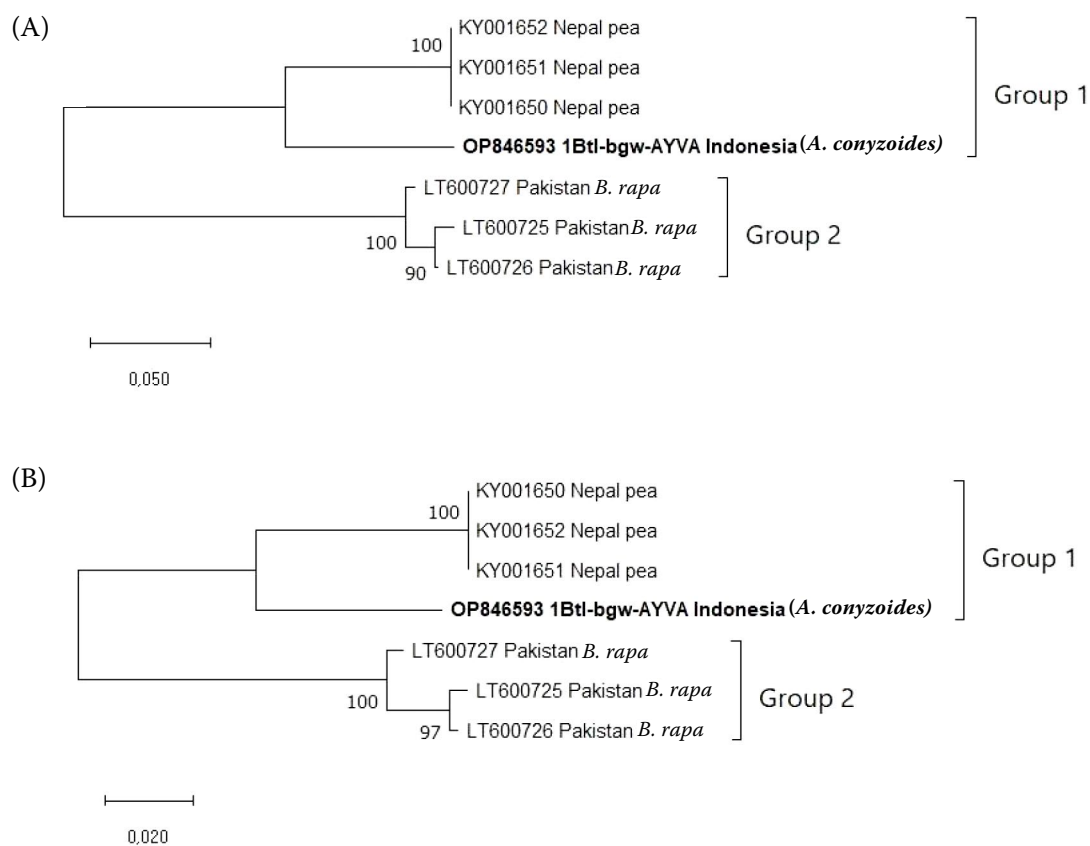 (A)
KY001652 Nepal pea
100
KY001651 Nepal pea
KY001650 Nepal pea
Group 1
OP846593 1Btl-bgw-AYVA Indonesia (A. conyzoides)
LT600727 Pakistan B. rapa
LT600725 Pakistan B. rapa
Group 2
100
LT600726 Pakistan B. rapa
90
0,050
(B)
KY001650 Nepal pea
100
KY001652 Nepal pea
Group 1
KY001651 Nepal pea
OP846593 1Btl-bgw-AYVA Indonesia (A. conyzoides)
LT600727 Pakistan B. rapa
LT600725 Pakistan B. rapa
Group 2
100
LT600726 Pakistan B. rapa
97
0,020